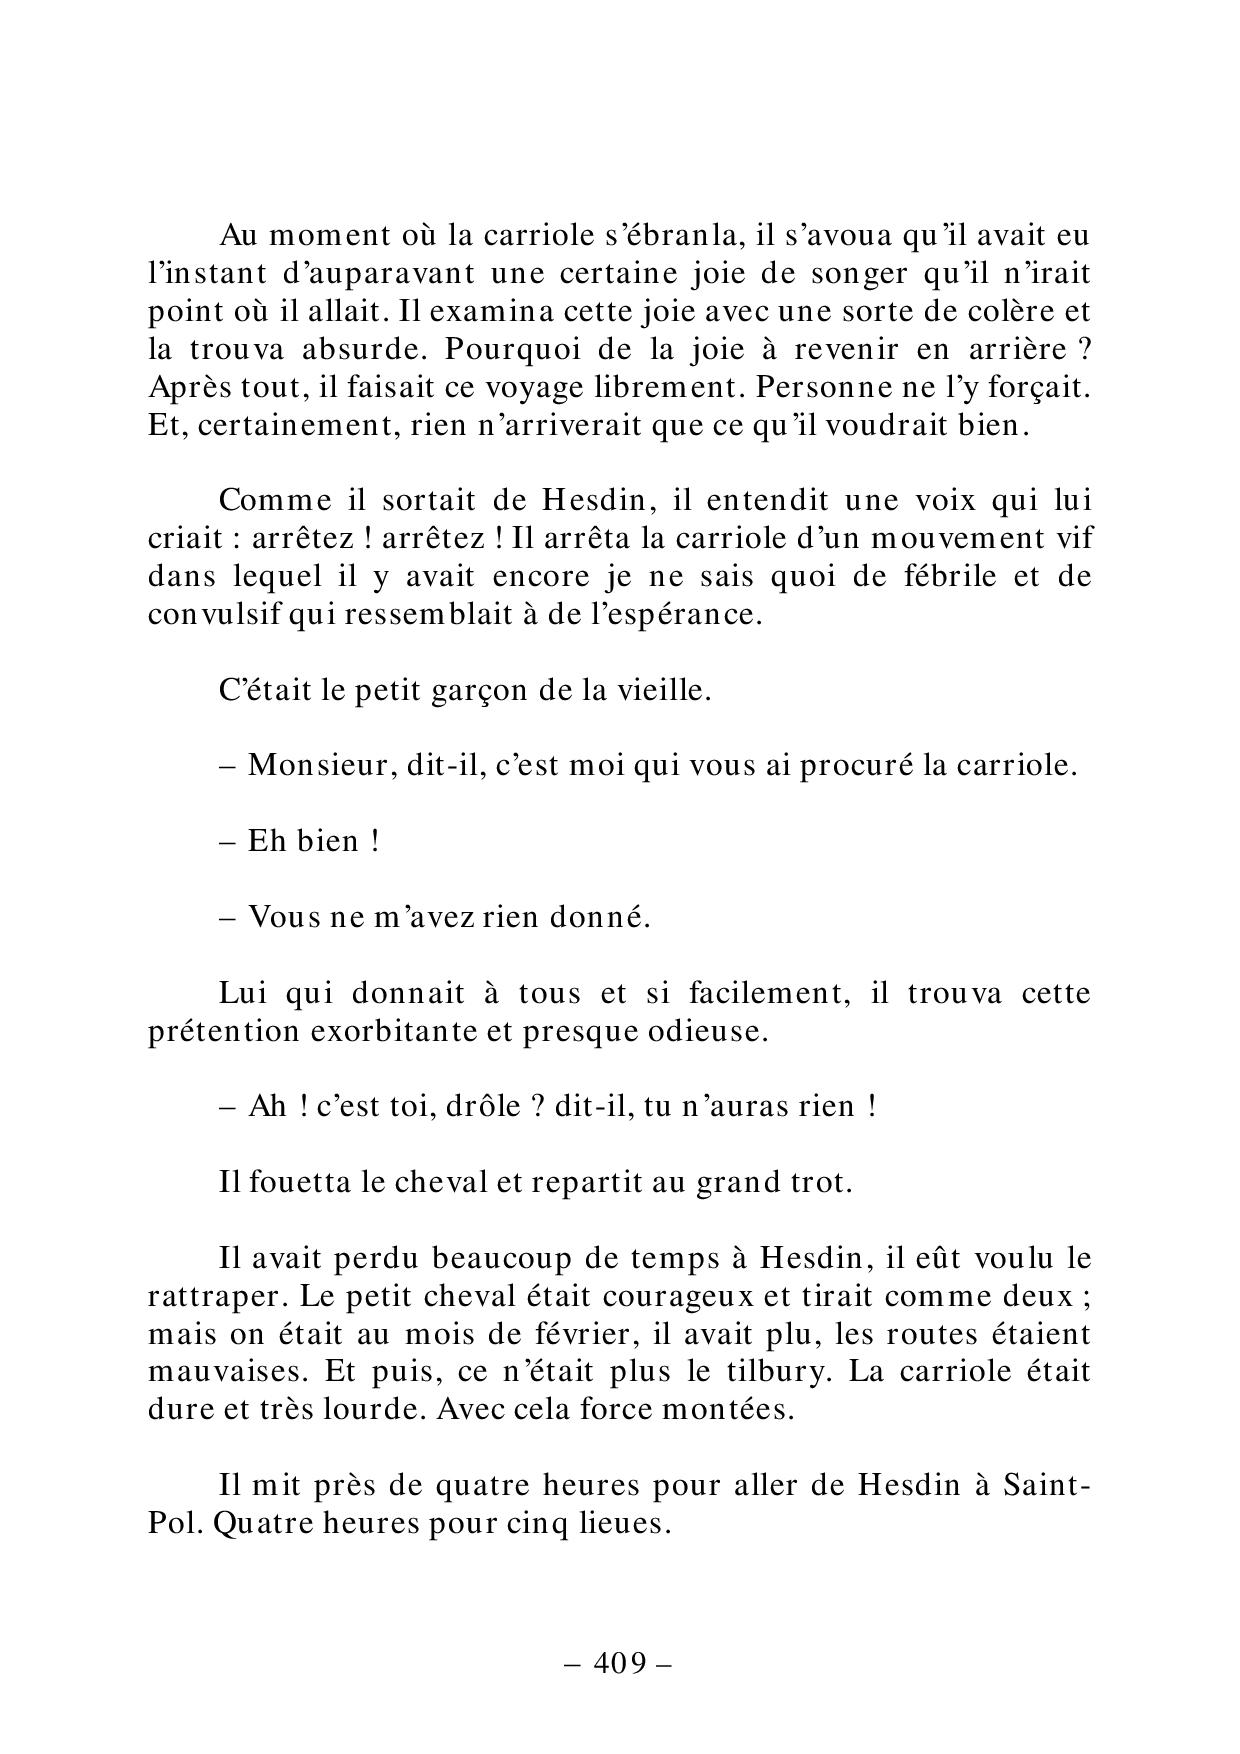 Au moment où la carriole s’ébranla, il s’avoua qu’il avait eu
l’instant d’auparavant une certaine joie de songer qu’il n’irait
point où il allait. Il examina cette joie avec une sorte de colère et
la trouva absurde. Pourquoi de la joie à revenir en arrière ?
Après tout, il faisait ce voyage librement. Personne ne l’y forçait.
Et, certainement, rien n’arriverait que ce qu’il voudrait bien.
Comme il sortait de Hesdin, il entendit une voix qui lui
criait : arrêtez ! arrêtez ! Il arrêta la carriole d’un mouvement vif
dans lequel il y avait encore je ne sais quoi de fébrile et de
convulsif qui ressemblait à de l’espérance.
C’était le petit garçon de la vieille.
– Monsieur, dit-il, c’est moi qui vous ai procuré la carriole.
– Eh bien !
– Vous ne m’avez rien donné.
Lui qui donnait à tous et si facilement, il trouva cette
prétention exorbitante et presque odieuse.
– Ah ! c’est toi, drôle ? dit-il, tu n’auras rien !
Il fouetta le cheval et repartit au grand trot.
Il avait perdu beaucoup de temps à Hesdin, il eût voulu le
rattraper. Le petit cheval était courageux et tirait comme deux ;
mais on était au mois de février, il avait plu, les routes étaient
mauvaises. Et puis, ce n’était plus le tilbury. La carriole était
dure et très lourde. Avec cela force montées.
Il mit près de quatre heures pour aller de Hesdin à Saint-
Pol. Quatre heures pour cinq lieues.
– 409 –